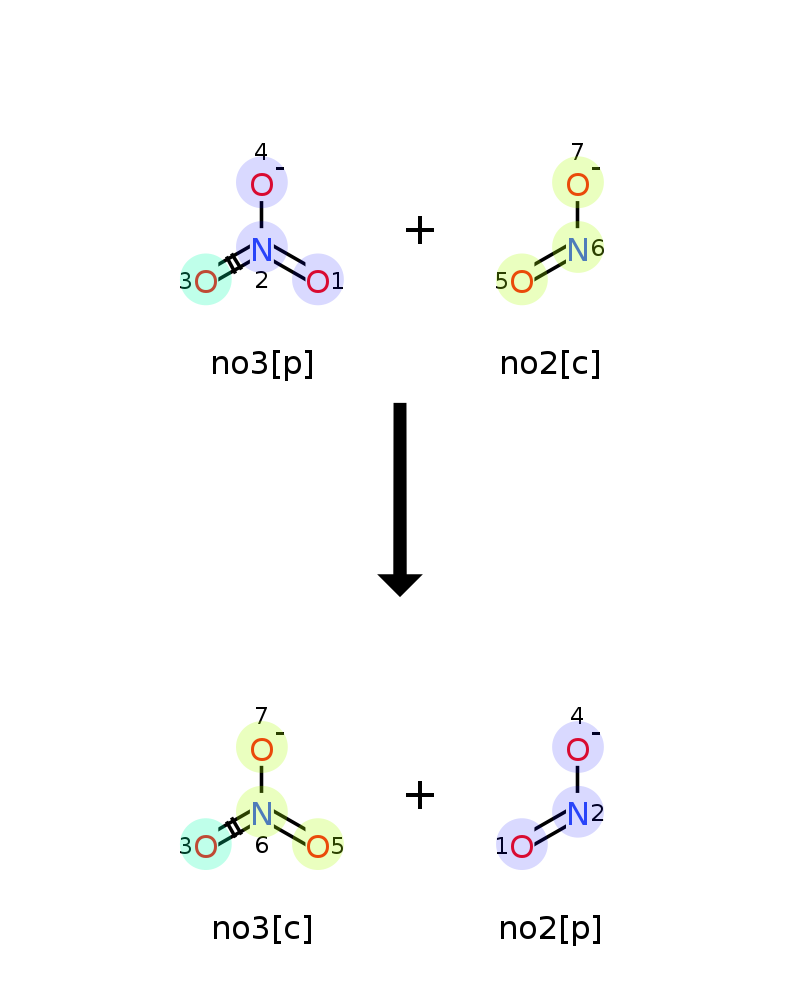 4 7
O- O-
+
N N6
3O 2 O1 5O
no3[p] no2[c]
7 4
O- O-
+
N N2
3O 6 O5 1O
no3[c] no2[p]